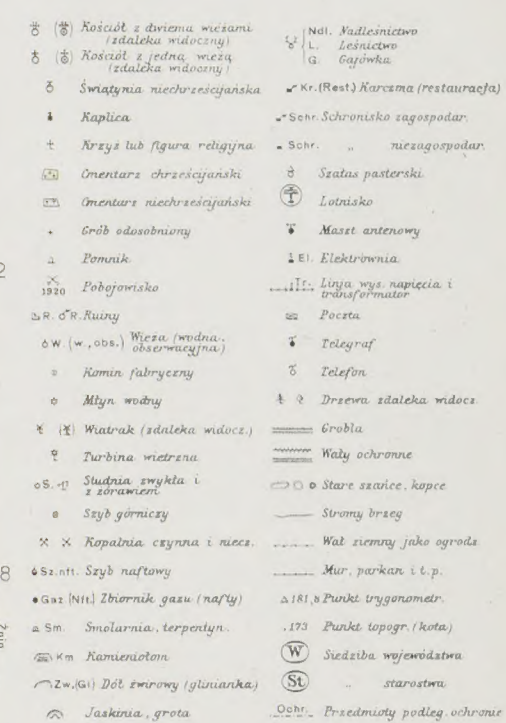 Kościół z dwiema wieżami
(zdaleka widoczny)
Kościół z jedną wieżą
(zdaleka widoczny)
Świątynia niechrześcijańska
Kaplica
Krzyż lub figura religijna
Cmentarz chrześcijański
Cmentarz niechrześcijański
Grób odosobniony
Pomnik
1920 Pobojowisko
R. R. Ruiny
W. (w., obs.) Wieża (wodna,
obserwacyjna)
Komin fabryczny
Młyn wodny
Wiatrak (zdaleka widocz.)
Turbina wietrzna
S. Studnia zwykła i
z żórawiem
Szyb górniczy
Kopalnia czynna i niecz.
Sz.nft. Szyb naftowy
Gaz (Nft.) Zbiornik gazu (nafty)
Sm. Smolarnia, terpentyn.
Km Kamieniołom
Zw. (Gl) Dół żwirowy (glinianka)
Jaskinia, grota
Ndl. Nadleśnictwo
L. Leśnictwo
G. Gajówka
Kr. (Rest.) Karczma (restauracja)
Schr. Schronisko zagospodar.
Schr. " niezagospodar.
Szałas pasterski
Lotnisko
Maszt antenowy
El. Elektrownia
Tr. Linja wys. napięcia i
transformator
Poczta
Telegraf
Telefon
Drzewa zdaleka widocz.
Grobla
Wały ochronne
Stare szańce, kopce
Stromy brzeg
Wał ziemny jako ogrodz.
Mur, parkan i t.p.
181,8 Punkt trygonometr.
.173 Punkt topogr. (kota)
W Siedziba województwa
St " starostwa
Ochr. Przedmioty podleg. ochronie
8